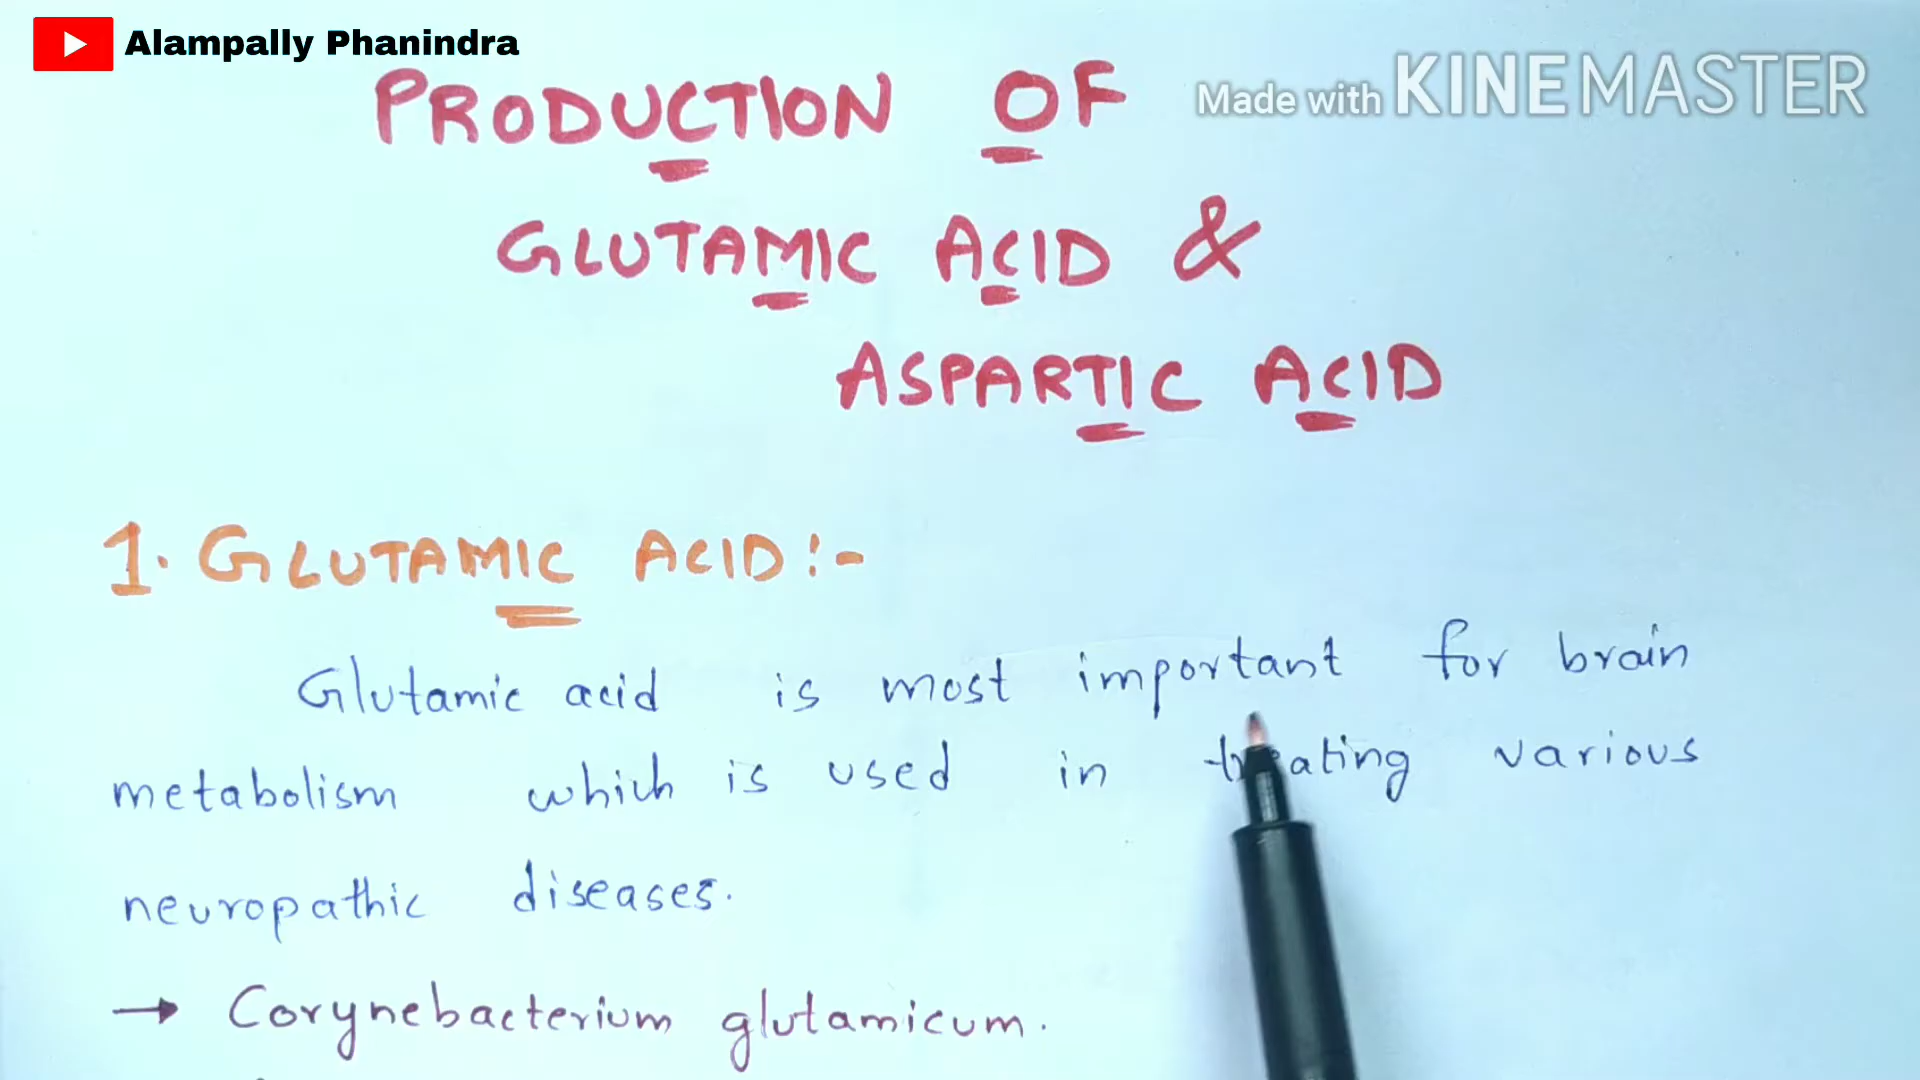 Alampally Phanindra
Made with KINEMASTER
PRODUCTION OF
GLUTAMIC ACID &
ASPARTIC ACID
1. GLUTAMIC ACID :-
Glutamic acid is most important for brain
metabolism which is used in treating various
neuropathic diseases.
→ Corynebacterium glutamicum.